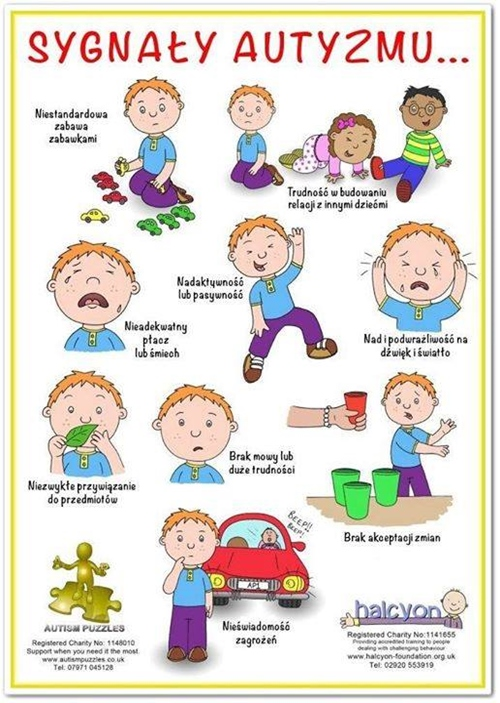 SYGNAŁY AUTYZMU...
Niestandardowa
zabawa
zabawkami
Trudność w budowaniu
relacji z innymi dziećmi
Nadaktywność
lub pasywność
Nieadekwatny
płacz
lub śmiech
Nad i podwrażliwość na
dźwięk i światło
Niezwykłe przywiązanie
do przedmiotów
Brak mowy lub
duże trudności
Brak akceptacji zmian
BEEP!!
BEEP!
AP1
Nieświadomość
zagrożeń
AUTISM PUZZLES
Registered Charity No: 1148010
Support when you need it the most
www.autismpuzzles.co.uk
Tel: 07971 045128
halcyon
Registered Charity No:1141655
Providing accredited training to people
dealing with challenging behaviour
www.halcyon-foundation.org.uk
Tel: 02920 553919